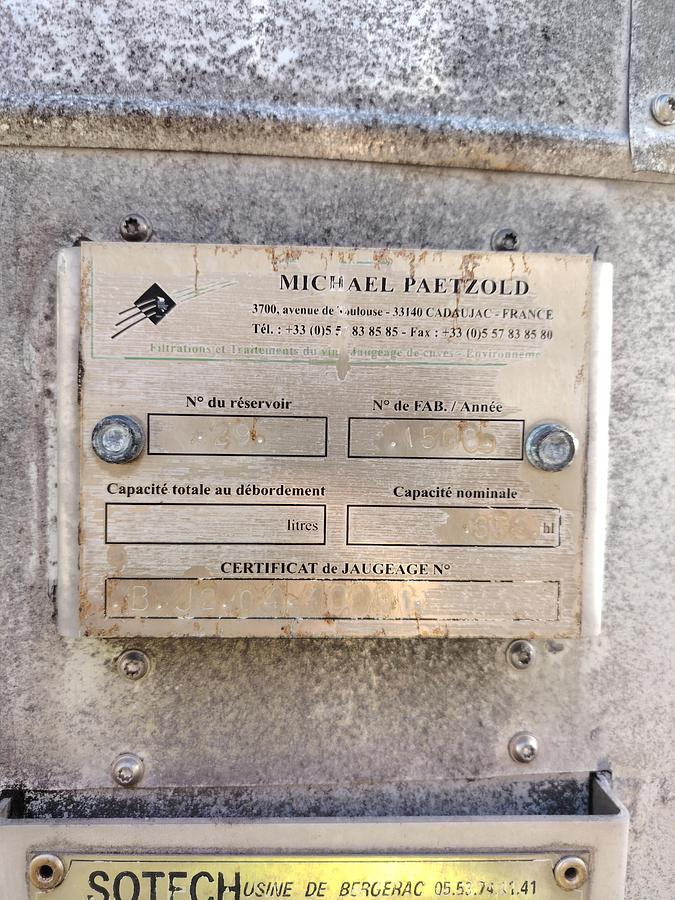 MICHAEL PAETZOLD
3700, avenue de Toulouse - 33140 CADAUJAC - FRANCE
Tél. : +33 (0)5 83 85 85 - Fax : +33 (0)5 57 83 85 80
Filtrations et Traitements du vin Jaugeage de cuves - Environneme
N° du réservoir
N° de FAB. / Année
29
Capacité totale au débordement
Capacité nominale
litres
hl
CERTIFICAT de JAUGEAGE N°
SOTECH USINE DE BERGERAC